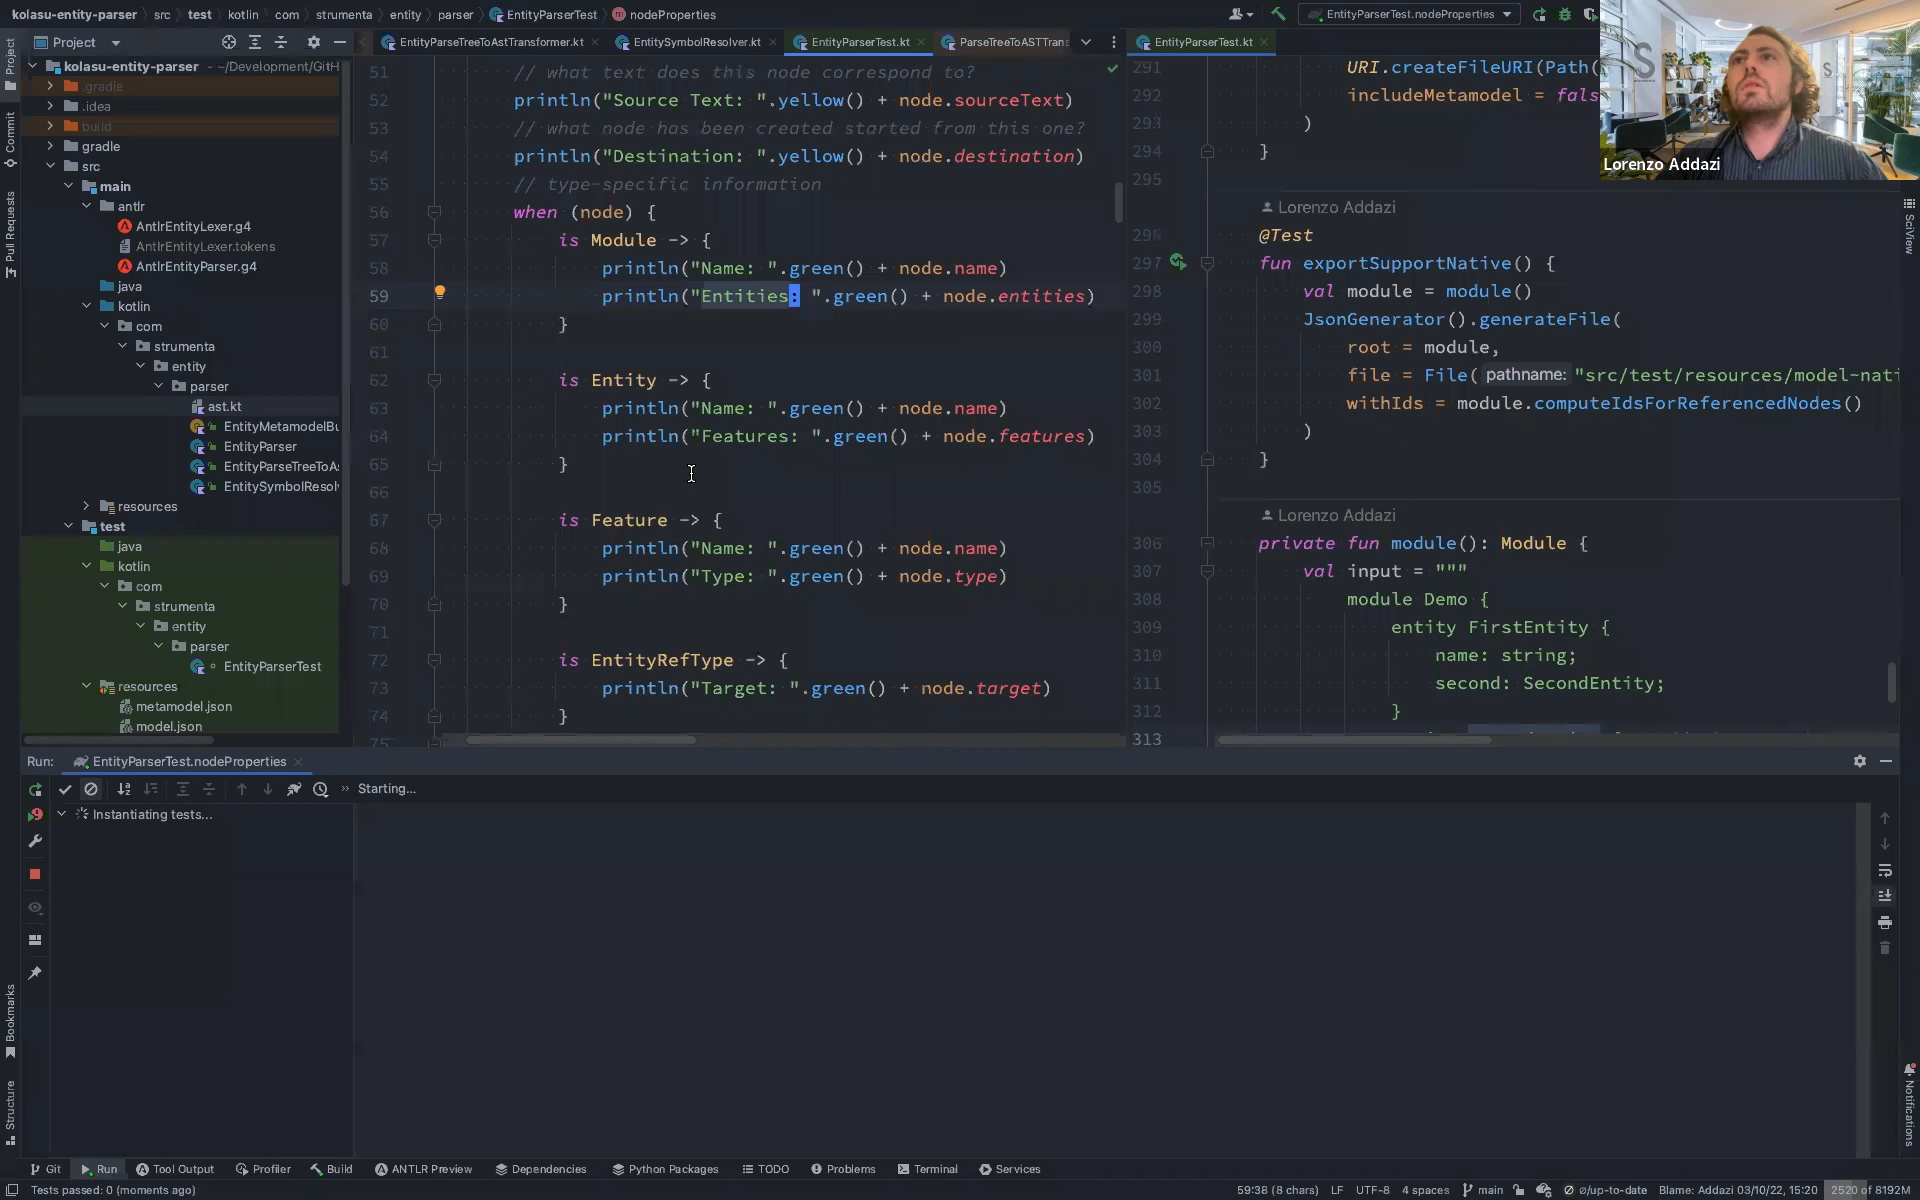 kolasu-entity-parser src test kotlin com strumenta entity parser EntityParserTest nodeProperties
EntityParserTest.nodeProperties
Project
EntityParseTreeToAstTransformer.kt EntitySymbolResolver.kt EntityParserTest.kt ParseTreeToASTTran
EntityParserTest.kt
kolasu-entity-parser ~/Development/GitH
.gradle
.idea
build
gradle
src
main
antlr
AntlrEntityLexer.g4
AntlrEntityLexer.tokens
AntlrEntityParser.g4
java
kotlin
com
strumenta
entity
parser
ast.kt
EntityMetamodelBu
EntityParser
EntityParseTreeToA
EntitySymbolResol
resources
test
java
kotlin
com
strumenta
entity
parser
EntityParserTest
resources
metamodel.json
model.json
51 // what text does this node correspond to?
52 println("Source Text: ".yellow() + node.sourceText)
53 // what node has been created started from this one?
54 println("Destination: ".yellow() + node.destination)
55 // type-specific information
56 when (node) {
57 is Module -> {
58 println("Name: ".green() + node.name)
59 println("Entities: ".green() + node.entities)
60 }
61
62 is Entity -> {
63 println("Name: ".green() + node.name)
64 println("Features: ".green() + node.features)
65 }
66
67 is Feature -> {
68 println("Name: ".green() + node.name)
69 println("Type: ".green() + node.type)
70 }
71
72 is EntityRefType -> {
73 println("Target: ".green() + node.target)
74 }
75
291 URI.createFileURI(Path(
292 includeMetamodel = fals
293 )
294 }
295
Lorenzo Addazi
296 @Test
297 fun exportSupportNative() {
298 val module = module()
299 JsonGenerator().generateFile(
300 root = module,
301 file = File( pathname: "src/test/resources/model-nati
302 withIds = module.computeIdsForReferencedNodes()
303 )
304 }
305
Lorenzo Addazi
306 private fun module(): Module {
307 val input = """
308 module Demo {
309 entity FirstEntity {
310 name: string;
311 second: SecondEntity;
312 }
313
Lorenzo Addazi
Project
Commit
Pull Requests
Bookmarks
Structure
SciView
Notifications
Run: EntityParserTest.nodeProperties
Starting...
Instantiating tests...
Git Run Tool Output Profiler Build ANTLR Preview Dependencies Python Packages TODO Problems Terminal Services
Tests passed: 0 (moments ago)
59:38 (8 chars) LF UTF-8 4 spaces main ∅/up-to-date Blame: Addazi 03/10/22, 15:20 2520 of 8192M